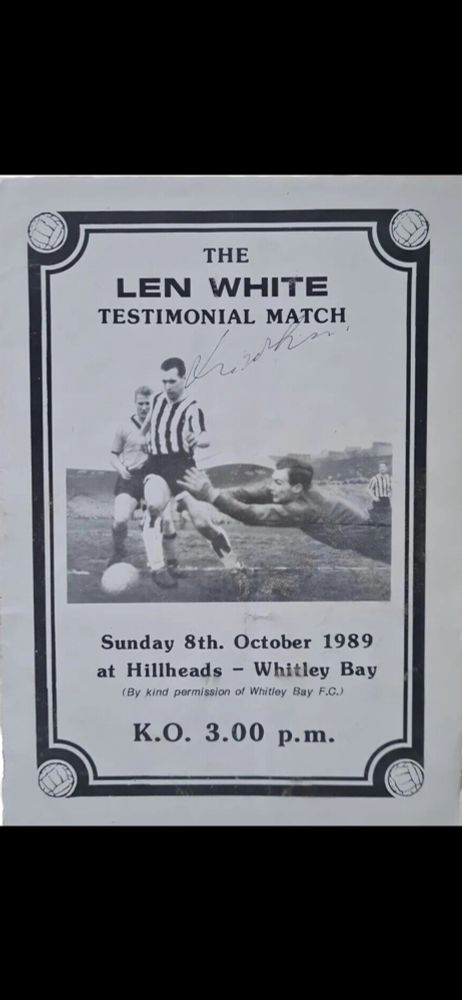 THE
LEN WHITE
TESTIMONIAL MATCH
Sunday 8th. October 1989
at Hillheads - Whitley Bay
(By kind permission of Whitley Bay F.C.)
K.O. 3.00 p.m.